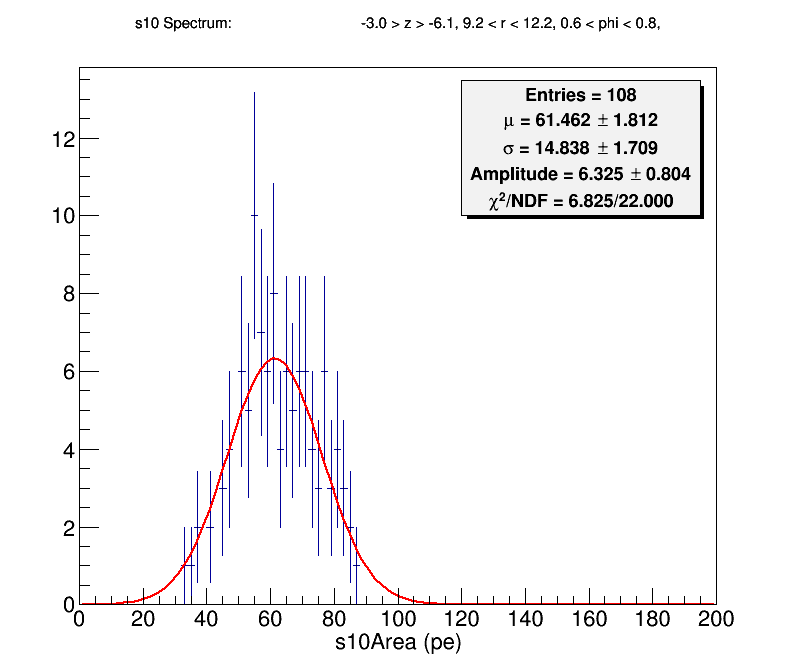 s10 Spectrum: -3.0 > z > -6.1, 9.2 < r < 12.2, 0.6 < phi < 0.8,
Entries = 108
μ = 61.462 ± 1.812
σ = 14.838 ± 1.709
Amplitude = 6.325 ± 0.804
χ²/NDF = 6.825/22.000
12
10
8
6
4
2
0
0 20 40 60 80 100 120 140 160 180 200
s10Area (pe)